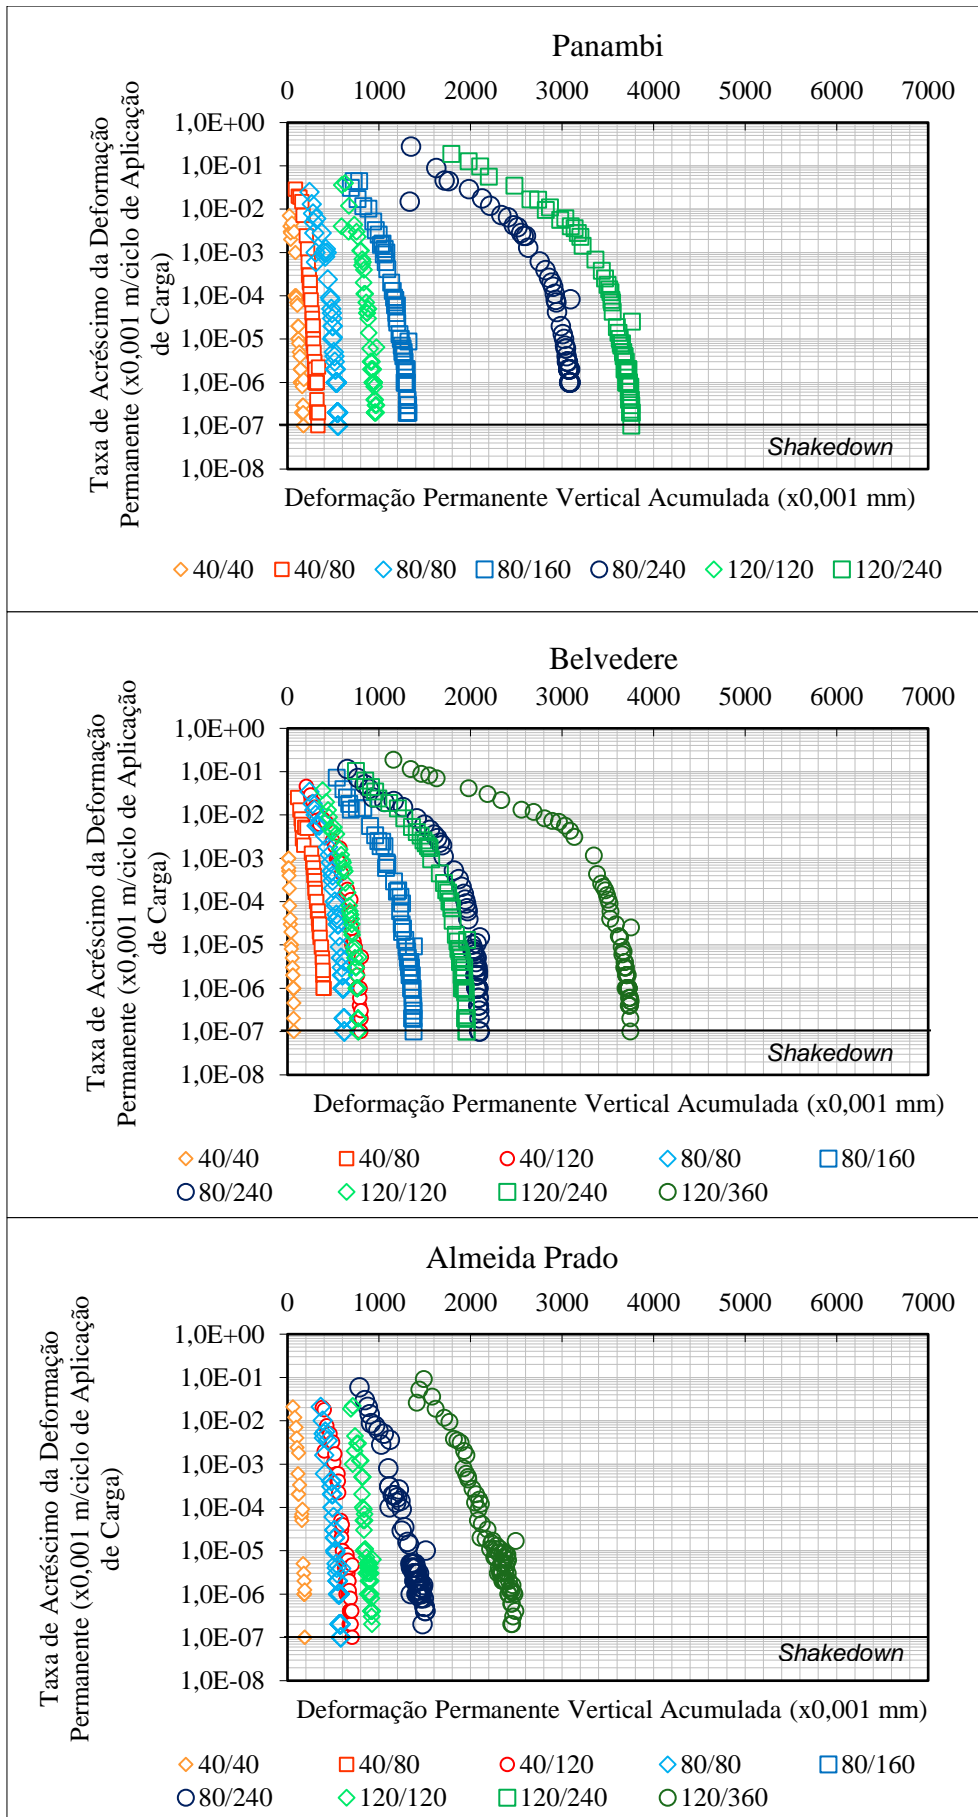 Panambi
0 1000 2000 3000 4000 5000 6000 7000
Taxa de Acréscimo da Deformação
Permanente (x0,001 m/ciclo de Aplicação
de Carga)
1,0E+00
1,0E-01
1,0E-02
1,0E-03
1,0E-04
1,0E-05
1,0E-06
1,0E-07
1,0E-08
Shakedown
Deformação Permanente Vertical Acumulada (x0,001 mm)
40/40 40/80 80/80 80/160 80/240 120/120 120/240
Belvedere
0 1000 2000 3000 4000 5000 6000 7000
Taxa de Acréscimo da Deformação
Permanente (x0,001 m/ciclo de Aplicação
de Carga)
1,0E+00
1,0E-01
1,0E-02
1,0E-03
1,0E-04
1,0E-05
1,0E-06
1,0E-07
1,0E-08
Shakedown
Deformação Permanente Vertical Acumulada (x0,001 mm)
40/40 40/80 40/120 80/80 80/160
80/240 120/120 120/240 120/360
Almeida Prado
0 1000 2000 3000 4000 5000 6000 7000
Taxa de Acréscimo da Deformação
Permanente (x0,001 m/ciclo de Aplicação
de Carga)
1,0E+00
1,0E-01
1,0E-02
1,0E-03
1,0E-04
1,0E-05
1,0E-06
1,0E-07
1,0E-08
Shakedown
Deformação Permanente Vertical Acumulada (x0,001 mm)
40/40 40/80 40/120 80/80 80/160
80/240 120/120 120/240 120/360